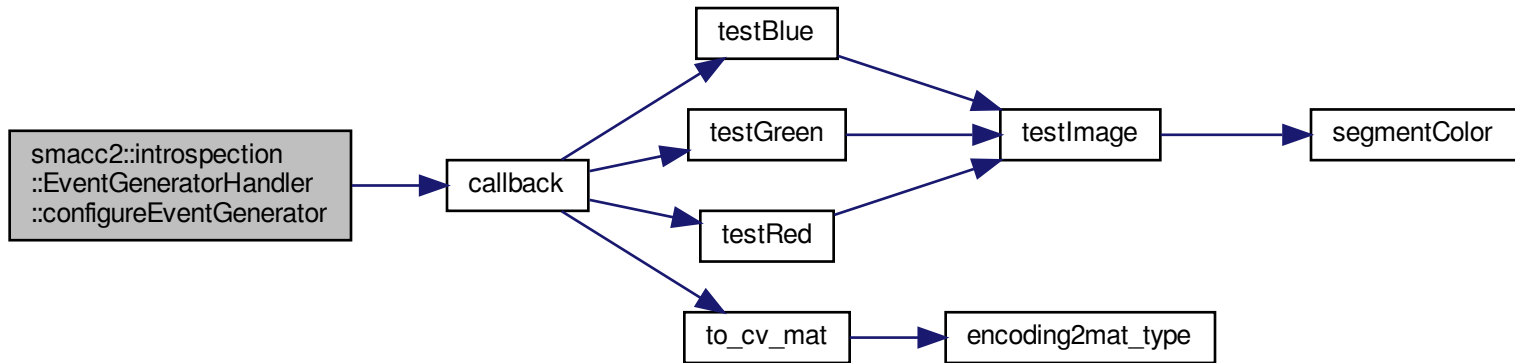 smacc2::introspection
::EventGeneratorHandler
::configureEventGenerator
callback
testBlue
testGreen
testRed
to_cv_mat
testImage
encoding2mat_type
segmentColor